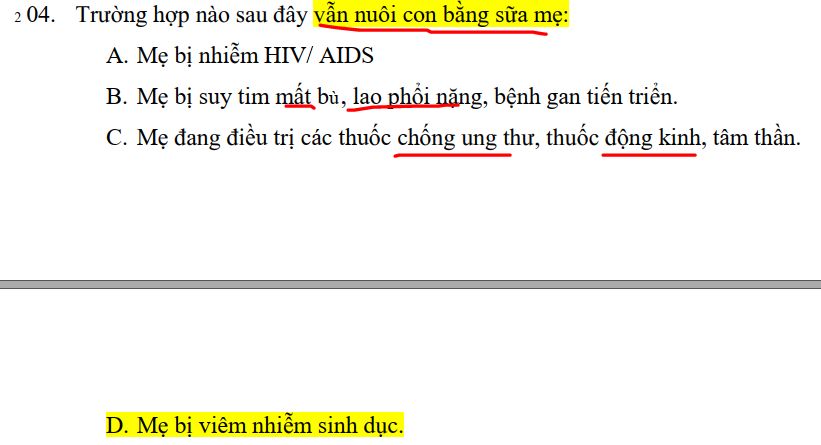 2 04. Trường hợp nào sau đây vẫn nuôi con bằng sữa mẹ:
A. Mẹ bị nhiễm HIV/ AIDS
B. Mẹ bị suy tim mất bù, lao phổi nặng, bệnh gan tiến triển.
C. Mẹ đang điều trị các thuốc chống ung thư, thuốc động kinh, tâm thần.
D. Mẹ bị viêm nhiễm sinh dục.